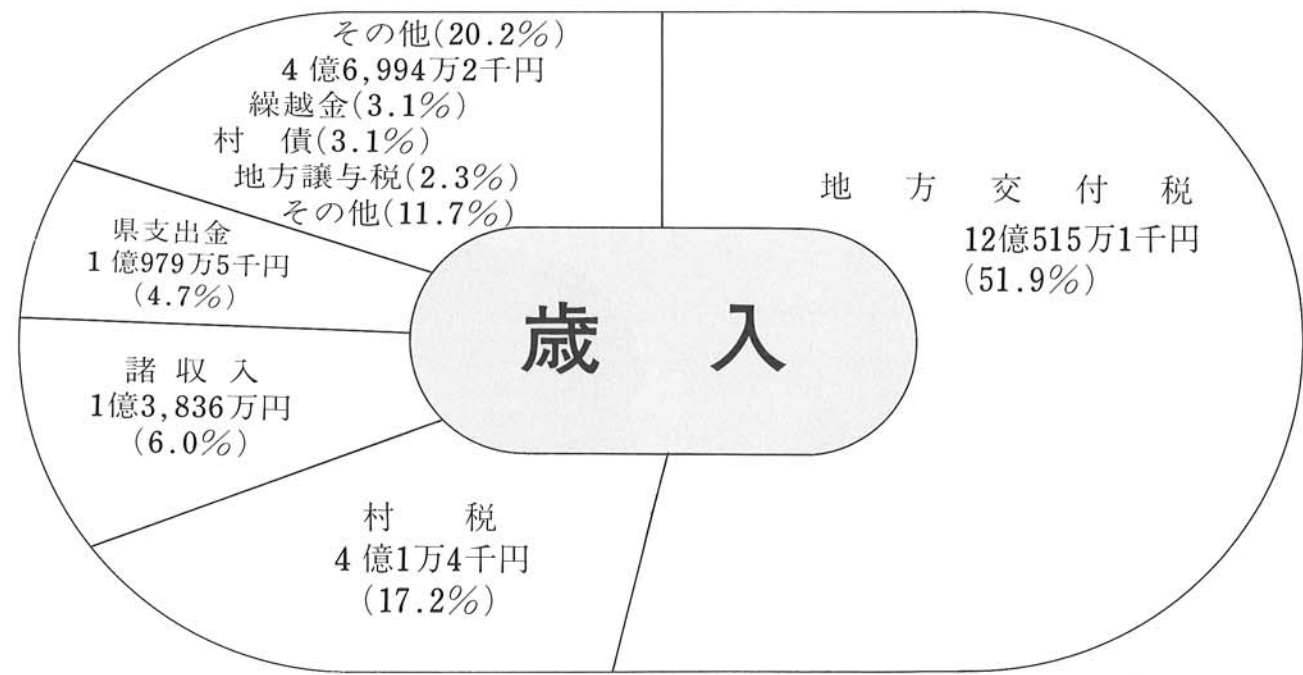 その他(20.2%)
4億6,994万2千円
繰越金(3.1%)
村 債(3.1%)
地方譲与税(2.3%)
その他(11.7%)
地方交付税
12億515万1千円
(51.9%)
県支出金
1億979万5千円
(4.7%)
歳 入
諸収入
1億3,836万円
(6.0%)
村 税
4億1万4千円
(17.2%)